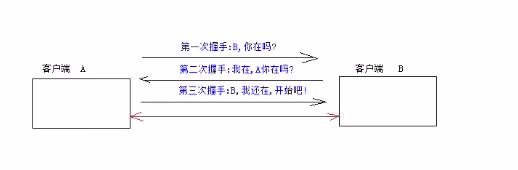 第一次握手:B,你在吗?
客户端 A
客户端 B
第二次握手:我在,A你在吗?
第三次握手:B,我还在,开始吧!